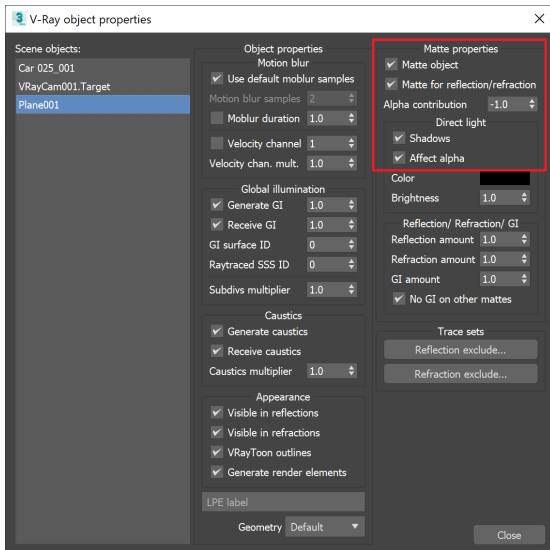 3 V-Ray object properties
Scene objects:
Car 025_001
VRayCam001.Target
Plane001
Object properties
Motion blur
Use default moblur samples
Motion blur samples 2
Moblur duration 1.0
Velocity channel 1
Velocity chan. mult. 1.0
Global illumination
Generate GI 1.0
Receive GI 1.0
GI surface ID 0
Raytraced SSS ID 0
Subdivs multiplier 1.0
Caustics
Generate caustics
Receive caustics
Caustics multiplier 1.0
Appearance
Visible in reflections
Visible in refractions
VRayToon outlines
Generate render elements
LPE label
Geometry Default
Matte properties
Matte object
Matte for reflection/refraction
Alpha contribution -1.0
Direct light
Shadows
Affect alpha
Color
Brightness 1.0
Reflection/ Refraction/ GI
Reflection amount 1.0
Refraction amount 1.0
GI amount 1.0
No GI on other mattes
Trace sets
Reflection exclude...
Refraction exclude...
Close